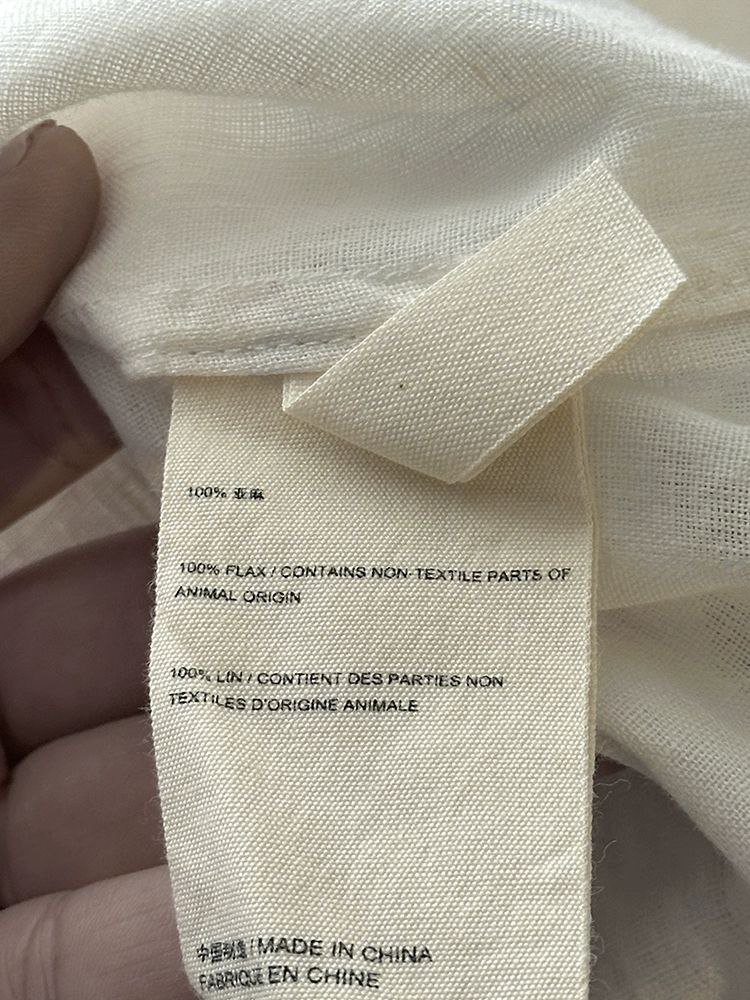 100% 亚麻
100% FLAX / CONTAINS NON-TEXTILE PARTS OF
ANIMAL ORIGIN
100% LIN / CONTIENT DES PARTIES NON
TEXTILES D'ORIGINE ANIMALE
中国制造 / MADE IN CHINA
FABRIQUÉ EN CHINE